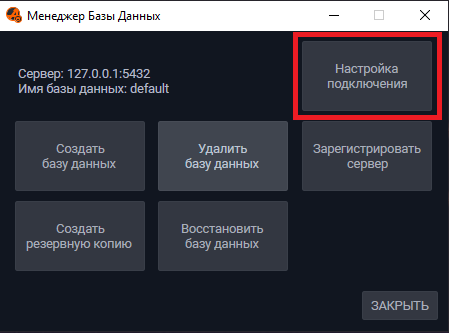 Менеджер Базы Данных
Сервер: 127.0.0.1:5432
Имя базы данных: default
Настройка
подключения
Создать
базу данных
Удалить
базу данных
Зарегистрировать
сервер
Создать
резервную копию
Восстановить
базу данных
ЗАКРЫТЬ